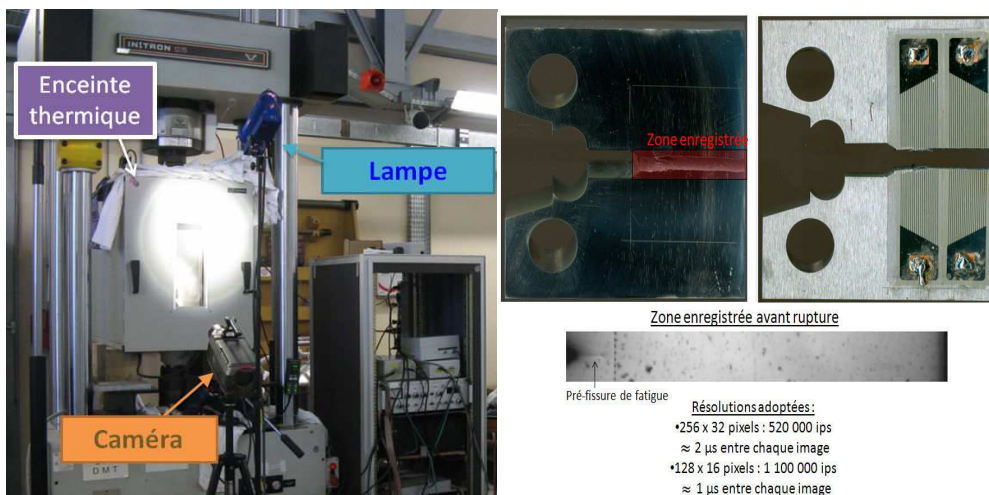 INSTRON
Enceinte
thermique
Lampe
Caméra
DMT
Zone enregistrée
Zone enregistrée avant rupture
Pré-fissure de fatigue
Résolutions adoptées :
•256 x 32 pixels : 520 000 ips
≈ 2 µs entre chaque image
•128 x 16 pixels : 1 100 000 ips
≈ 1 µs entre chaque image